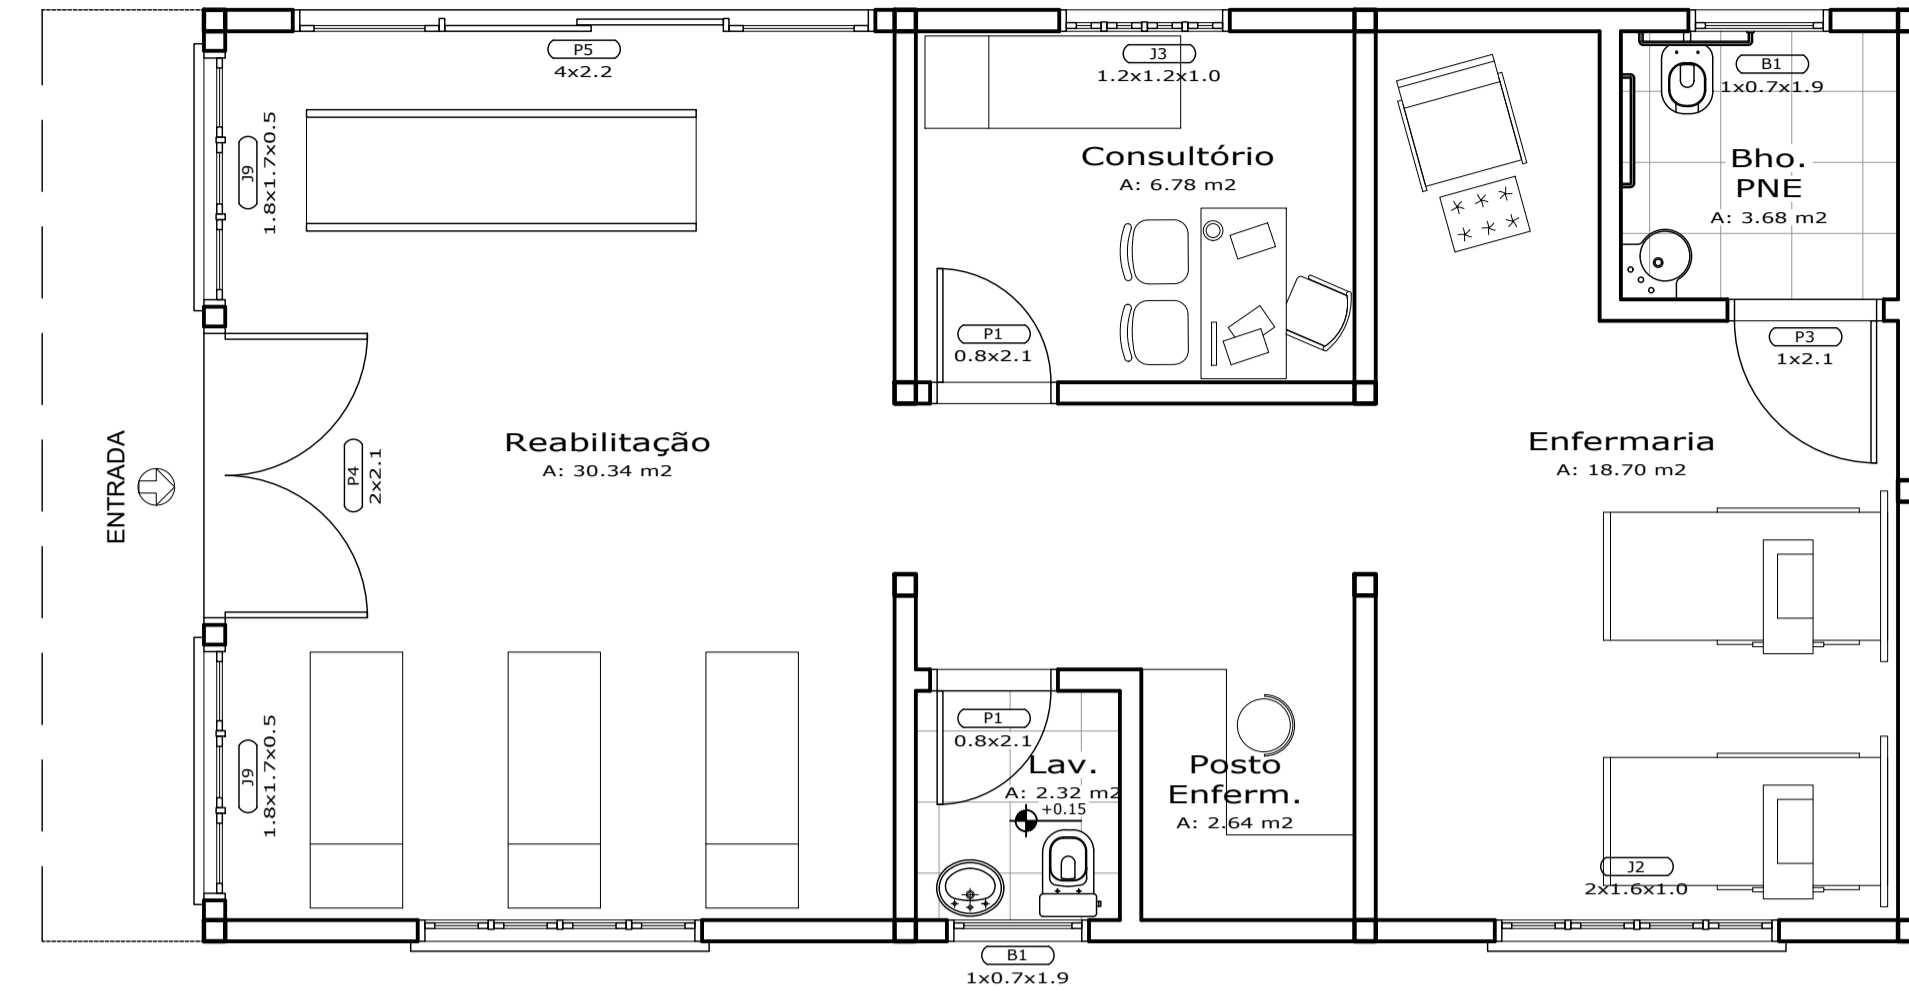 P5
4x2.2
J3
1.2x1.2x1.0
B1
1x0.7x1.9
J9
1.8x1.7x0.5
Consultório
A: 6.78 m2
Bho.
PNE
A: 3.68 m2
P1
0.8x2.1
P3
1x2.1
ENTRADA
P4
2x2.1
Reabilitação
A: 30.34 m2
Enfermaria
A: 18.70 m2
J9
1.8x1.7x0.5
P1
0.8x2.1
Lav.
A: 2.32 m2
+0.15
Posto
Enferm.
A: 2.64 m2
J2
2x1.6x1.0
B1
1x0.7x1.9